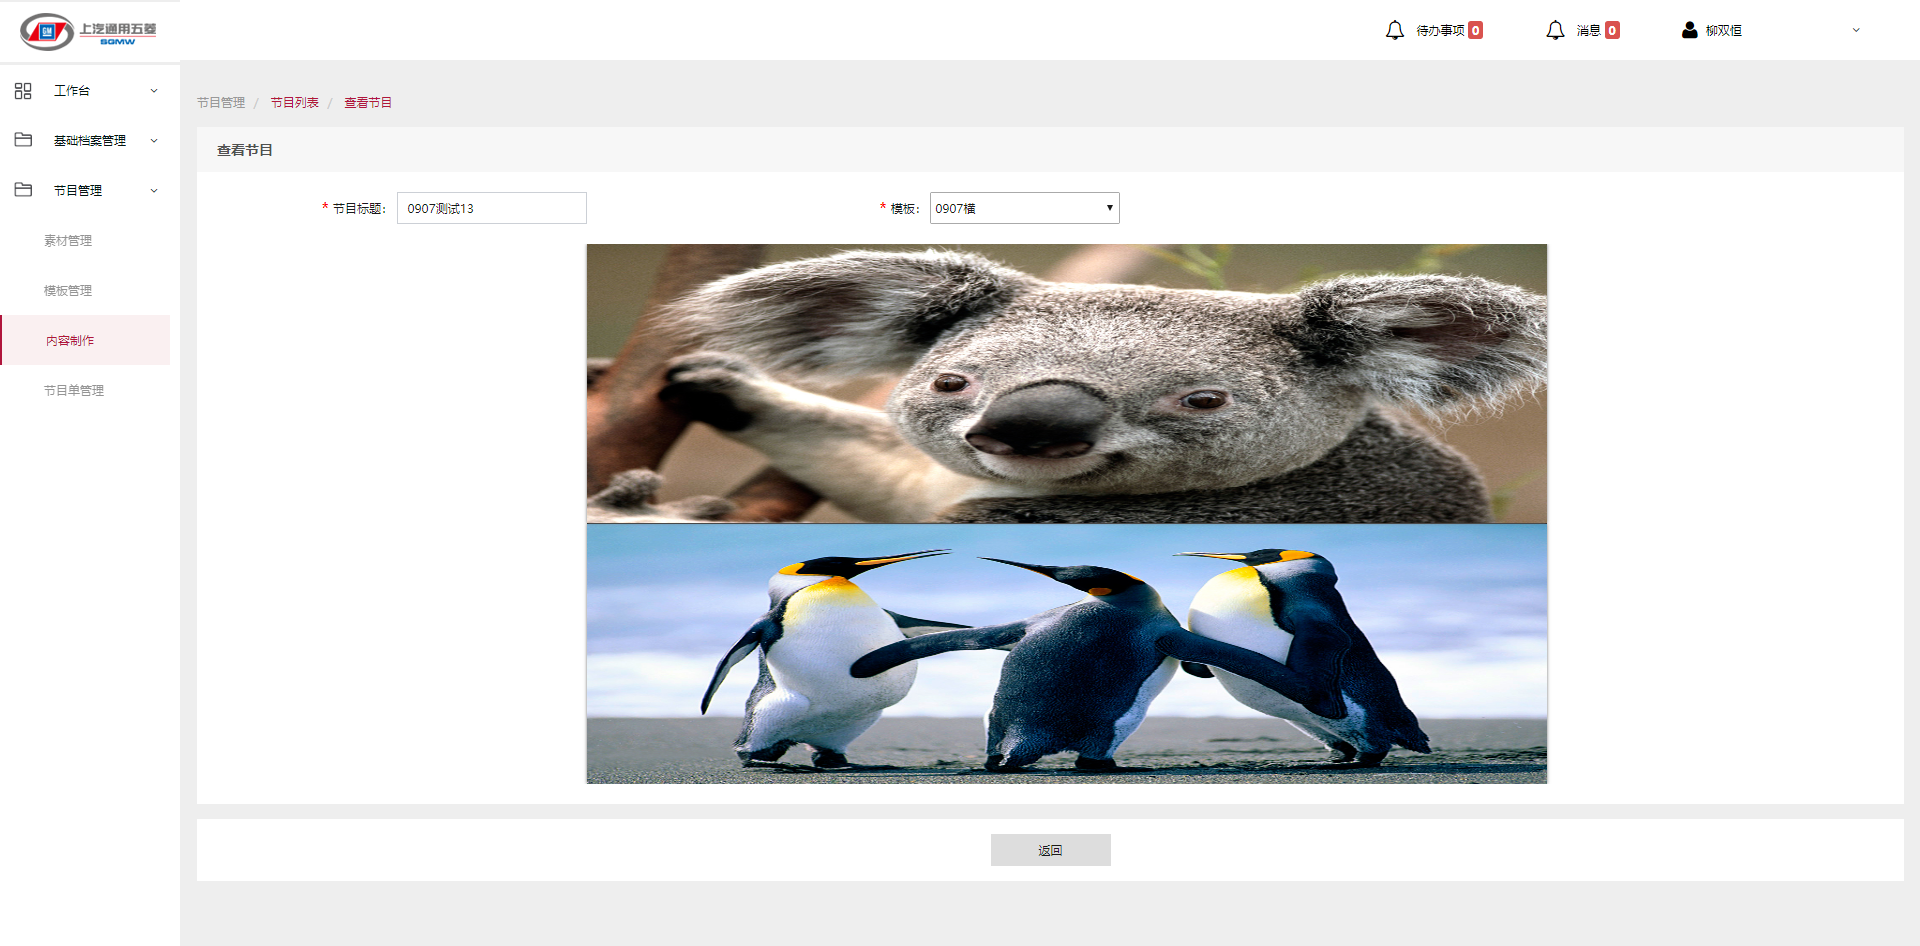 上汽通用五菱
SGMW
GM
待办事项 0
消息 0
柳双恒
工作台
基础档案管理
节目管理
素材管理
模板管理
内容制作
节目单管理
节目管理 / 节目列表 / 查看节目
查看节目
* 节目标题: 0907测试13
* 模板: 0907横
返回